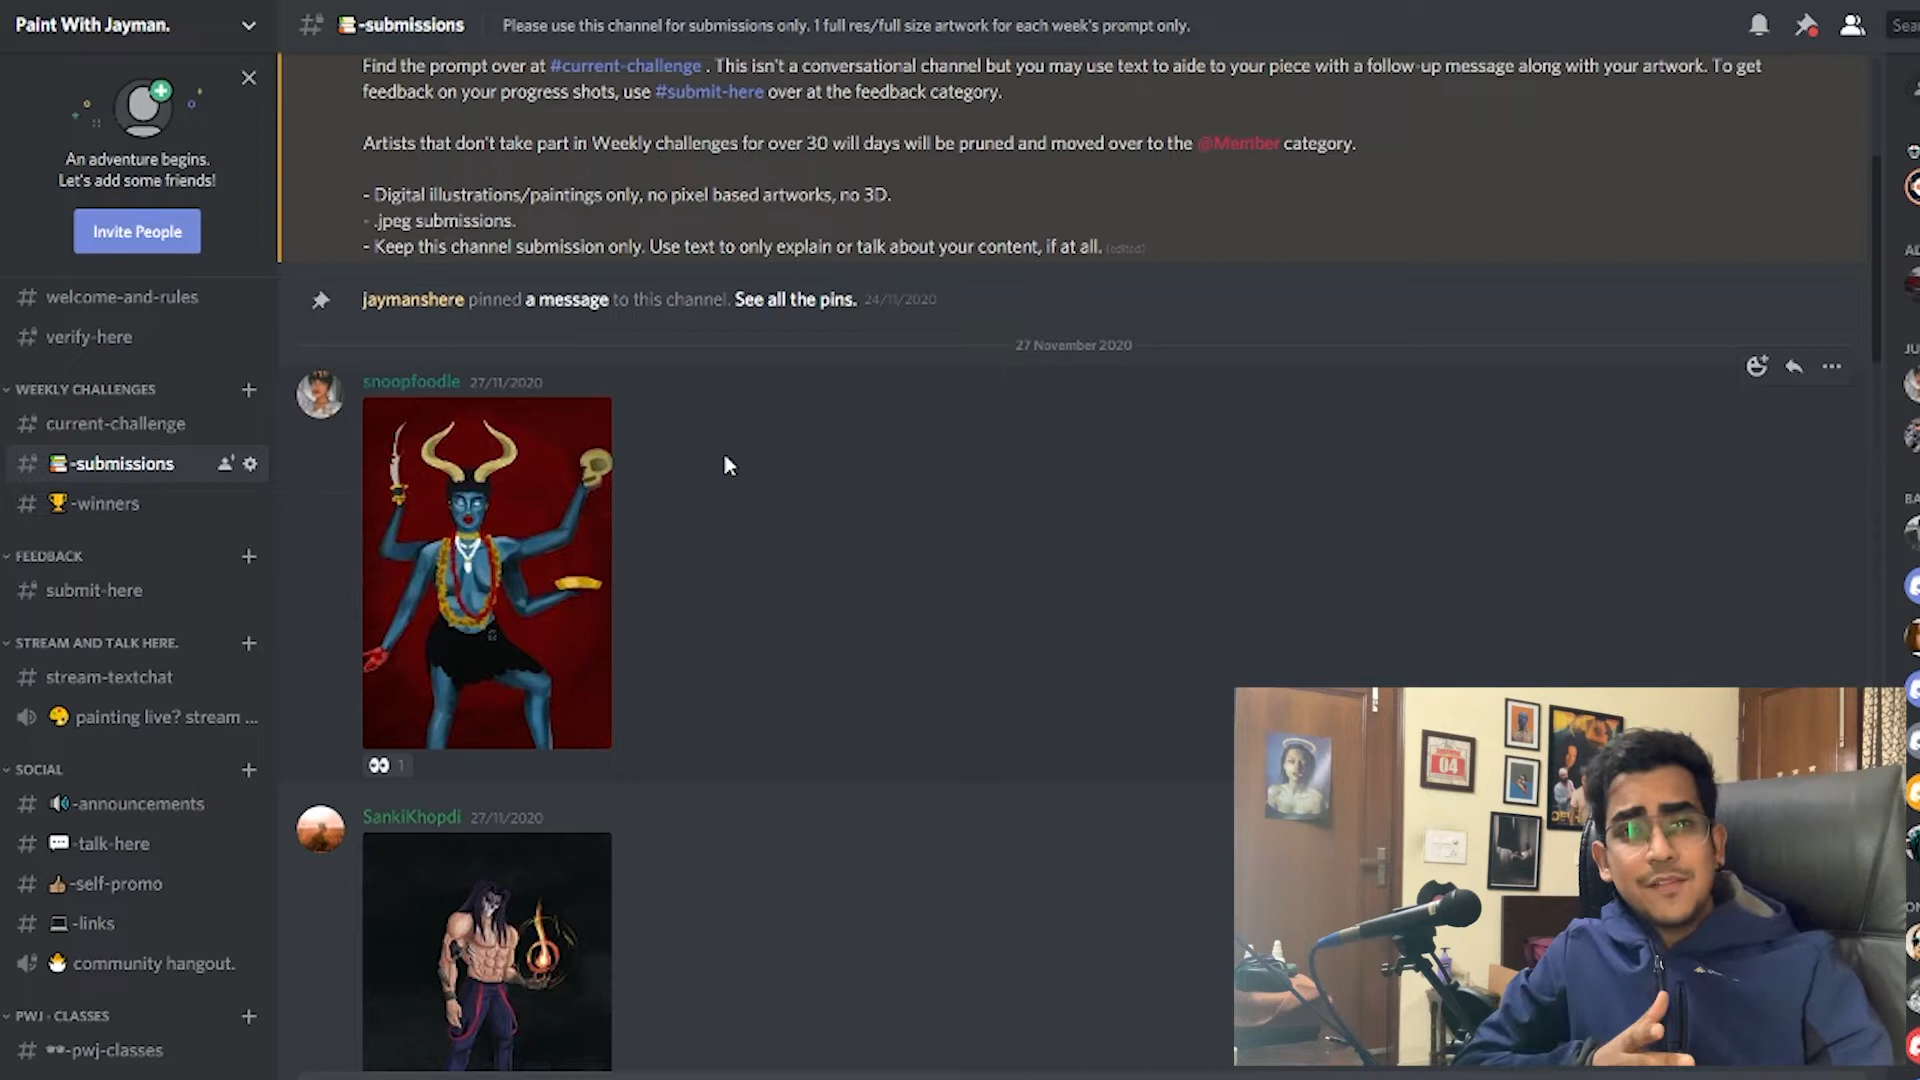 Paint With Jayman.
-submissions
Please use this channel for submissions only. 1 full res/full size artwork for each week's prompt only.
An adventure begins.
Let's add some friends!
Invite People
welcome-and-rules
verify-here
WEEKLY CHALLENGES
current-challenge
-submissions
-winners
FEEDBACK
submit-here
STREAM AND TALK HERE.
stream-textchat
painting live? stream ...
SOCIAL
-announcements
-talk-here
-self-promo
-links
community hangout.
PWJ - CLASSES
-pwj-classes
Find the prompt over at #current-challenge . This isn't a conversational channel but you may use text to aide to your piece with a follow-up message along with your artwork. To get
feedback on your progress shots, use #submit-here over at the feedback category.
Artists that don't take part in Weekly challenges for over 30 will days will be pruned and moved over to the @Member category.
- Digital illustrations/paintings only, no pixel based artworks, no 3D.
- .jpeg submissions.
- Keep this channel submission only. Use text to only explain or talk about your content, if at all. (edited)
jaymanshere pinned a message to this channel. See all the pins. 24/11/2020
27 November 2020
snoopfoodle 27/11/2020
1
SankiKhopdi 27/11/2020
04